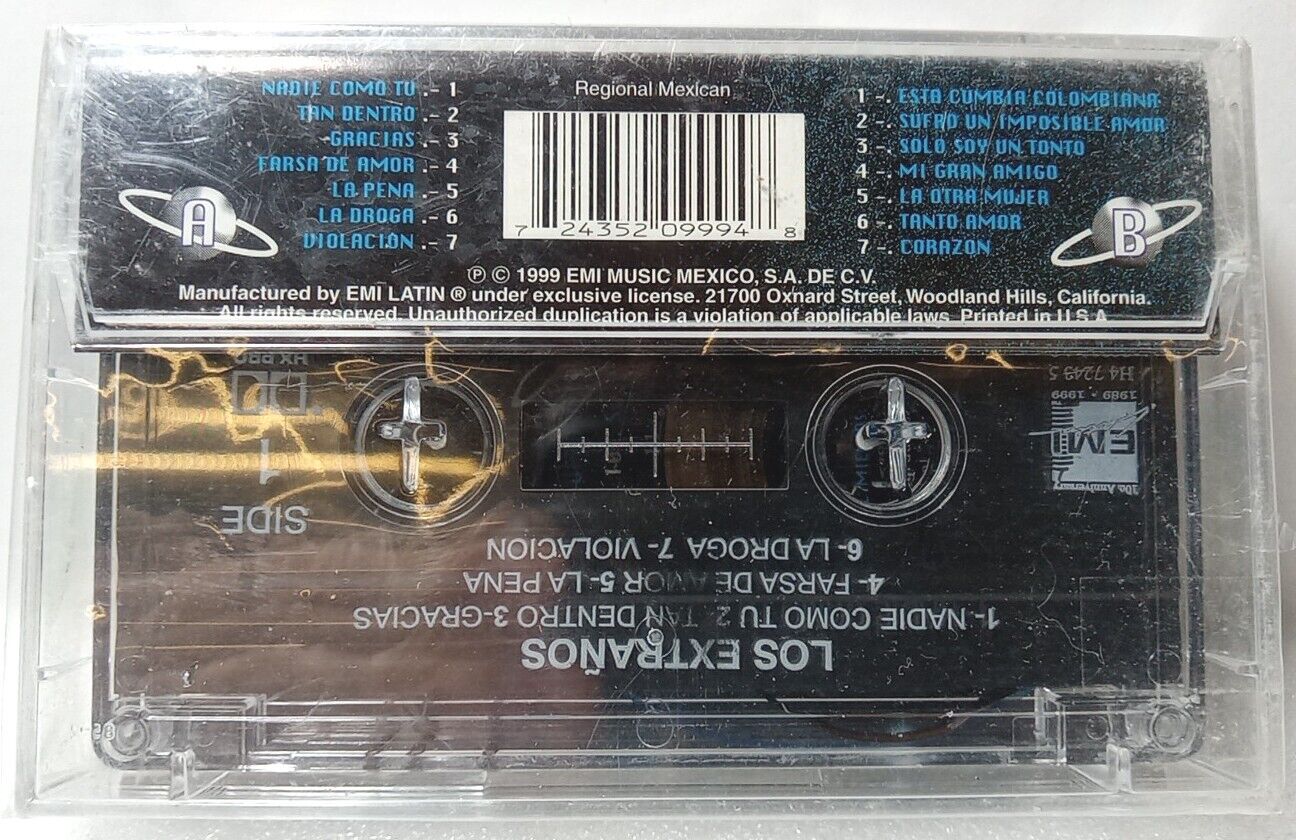 NADIE COMO TU .- 1
TAN DENTRO .- 2
GRACIAS .- 3
FARSA DE AMOR .- 4
LA PENA .- 5
LA DROGA .- 6
VIOLACION .- 7
A
Regional Mexican
7 24352 09994 8
1 -. ESTA CUMBIA COLOMBIANA
2 -. SUFRO UN IMPOSIBLE AMOR
3 -. SOLO SOY UN TONTO
4 -. MI GRAN AMIGO
5 -. LA OTRA MUJER
6 -. TANTO AMOR
7 -. CORAZON
B
℗ © 1999 EMI MUSIC MEXICO, S.A. DE C.V.
Manufactured by EMI LATIN ® under exclusive license. 21700 Oxnard Street, Woodland Hills, California.
All rights reserved. Unauthorized duplication is a violation of applicable laws. Printed in U.S.A.
LOS EXTRAÑOS
1- NADIE COMO TU 2- TAN DENTRO 3-GRACIAS
4- FARSA DE AMOR 5- LA PENA
6- LA DROGA 7- VIOLACION
SIDE
1
HX PRO
10th Anniversary
EMI
Latin
1989 - 1999
H4 7243 5